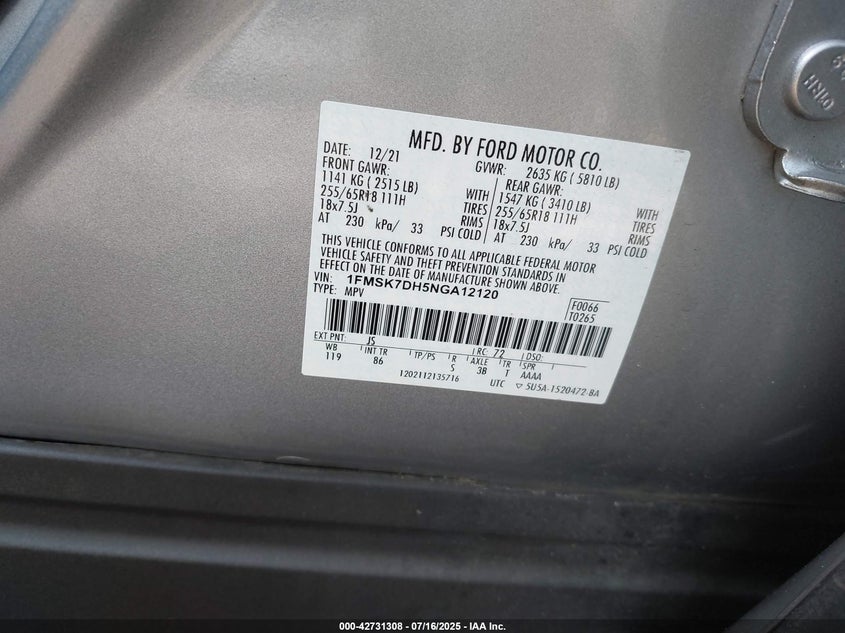 MFD. BY FORD MOTOR CO.
DATE: 12/21 GVWR: 2635 KG ( 5810 LB)
FRONT GAWR: REAR GAWR:
1141 KG ( 2515 LB) WITH 1547 KG ( 3410 LB) WITH
255/65R18 111H TIRES 255/65R18 111H TIRES
18x7.5J RIMS 18x7.5J RIMS
AT 230 kPa/ 33 PSI COLD AT 230 kPa/ 33 PSI COLD
THIS VEHICLE CONFORMS TO ALL APPLICABLE FEDERAL MOTOR
VEHICLE SAFETY AND THEFT PREVENTION STANDARDS IN
EFFECT ON THE DATE OF MANUFACTURE SHOWN ABOVE.
VIN: 1FMSK7DH5NGA12120
TYPE: MPV
F0066
T0265
EXT PNT: JS RC: 72 DSO:
WB INT TR TP/PS R AXLE TR SPR
119 86 S 3B T AAAA
1202112135716 UTC ▽ 5U5A-1520472-BA
000-42731308 - 07/16/2025 - IAA Inc.